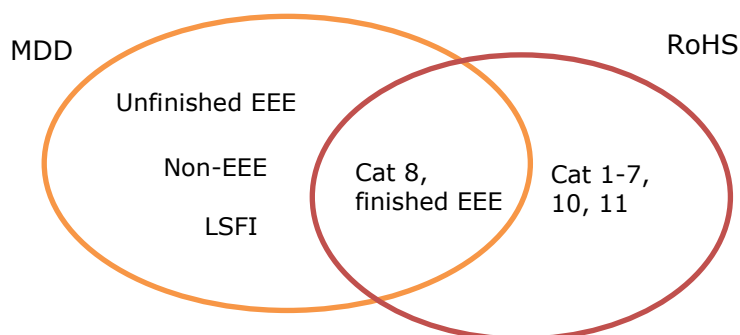 MDD
RoHS
Unfinished EEE
Non-EEE
LSFI
Cat 8,
finished EEE
Cat 1-7,
10, 11